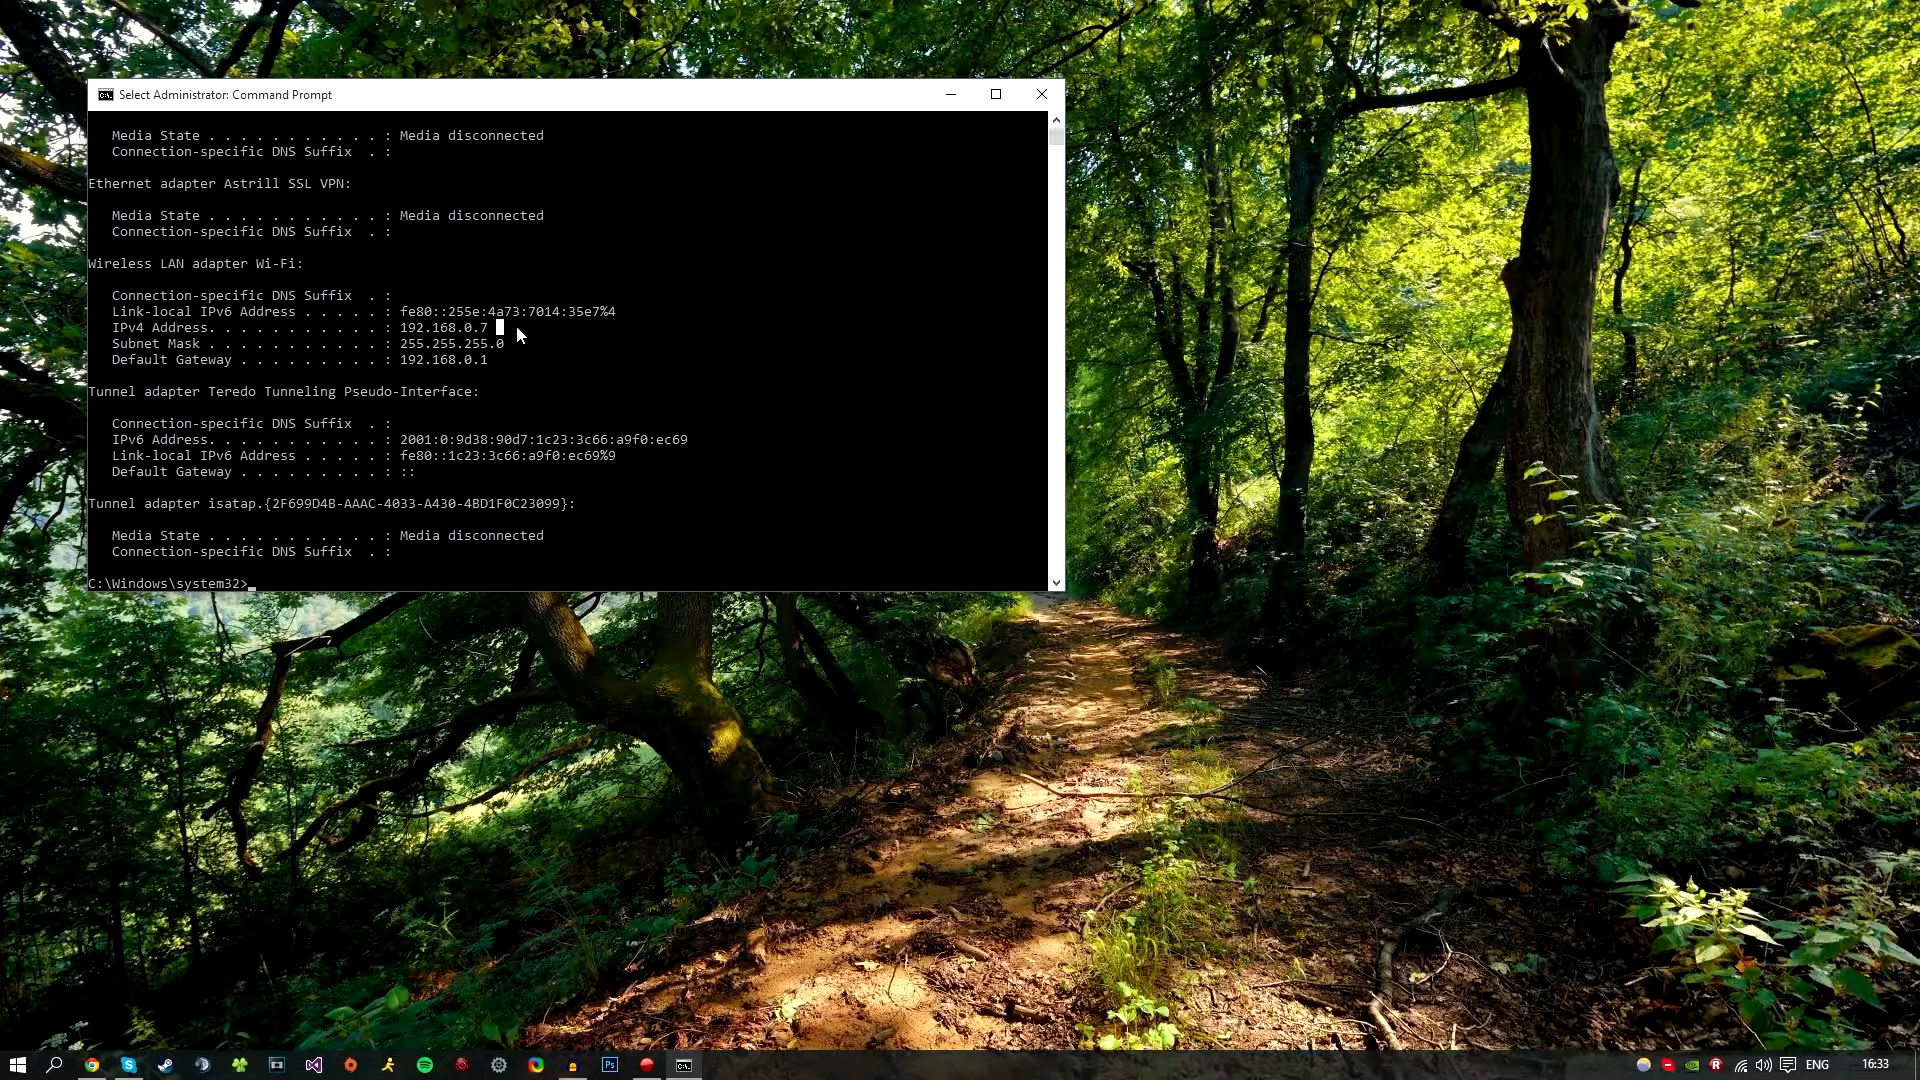 Select Administrator: Command Prompt
Media State . . . . . . . . . . . : Media disconnected
Connection-specific DNS Suffix  . :
Ethernet adapter Astrill SSL VPN:
Media State . . . . . . . . . . . : Media disconnected
Connection-specific DNS Suffix  . :
Wireless LAN adapter Wi-Fi:
Connection-specific DNS Suffix  . :
Link-local IPv6 Address . . . . . : fe80::255e:4a73:7014:35e7%4
IPv4 Address. . . . . . . . . . . : 192.168.0.7
Subnet Mask . . . . . . . . . . . : 255.255.255.0
Default Gateway . . . . . . . . . : 192.168.0.1
Tunnel adapter Teredo Tunneling Pseudo-Interface:
Connection-specific DNS Suffix  . :
IPv6 Address. . . . . . . . . . . : 2001:0:9d38:90d7:1c23:3c66:a9f0:ec69
Link-local IPv6 Address . . . . . : fe80::1c23:3c66:a9f0:ec69%9
Default Gateway . . . . . . . . . : ::
Tunnel adapter isatap.{2F699D4B-AAAC-4033-A430-4BD1F0C23099}:
Media State . . . . . . . . . . . : Media disconnected
Connection-specific DNS Suffix  . :
C:\Windows\system32>
Ps
ENG
16:33